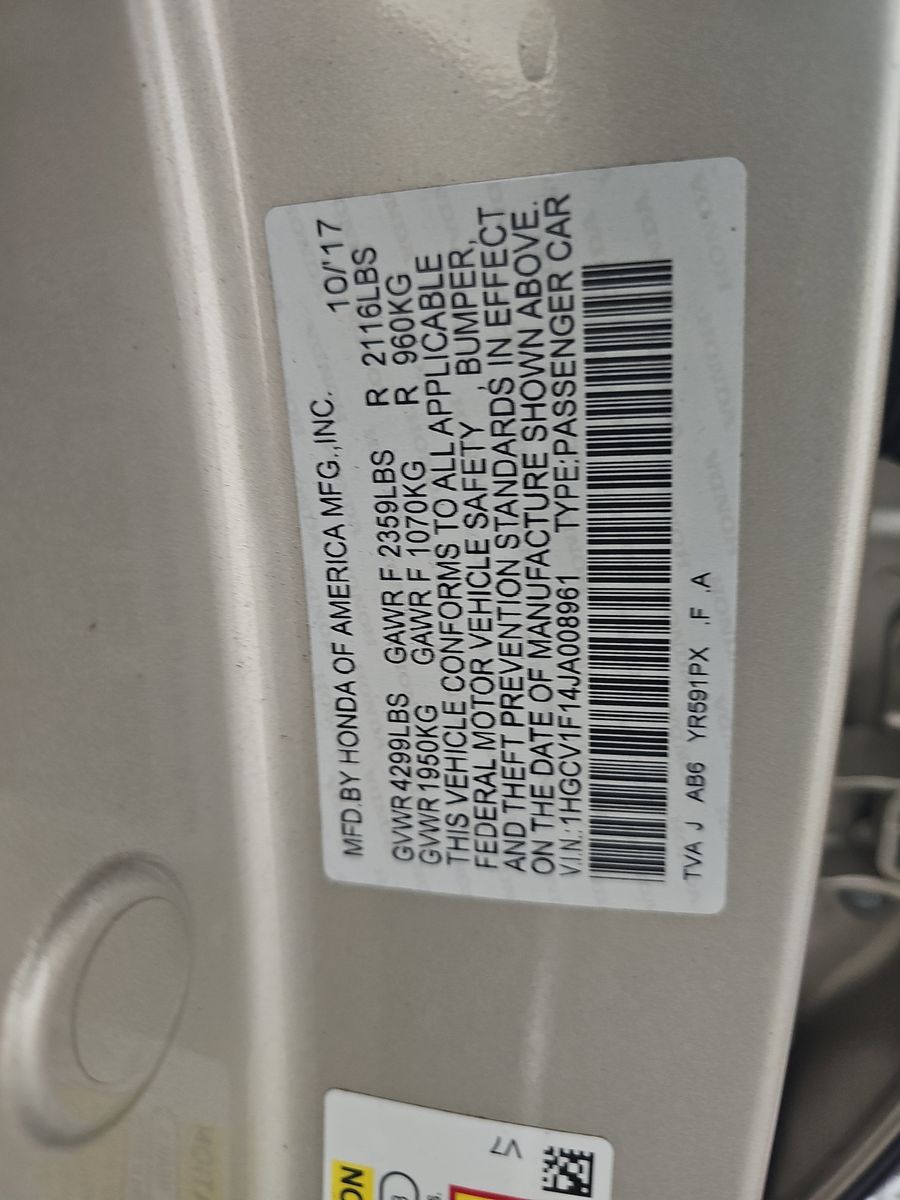 MFD.BY HONDA OF AMERICA MFG.,INC. 10/'17
GVWR 4299LBS GAWR F 2359LBS R 2116LBS
GVWR 1950KG GAWR F 1070KG R 960KG
THIS VEHICLE CONFORMS TO ALL APPLICABLE
FEDERAL MOTOR VEHICLE SAFETY , BUMPER,
AND THEFT PREVENTION STANDARDS IN EFFECT
ON THE DATE OF MANUFACTURE SHOWN ABOVE.
V.I.N.:1HGCV1F14JA008961 TYPE:PASSENGER CAR
TVA J AB6 YR591PX .F .A
V7